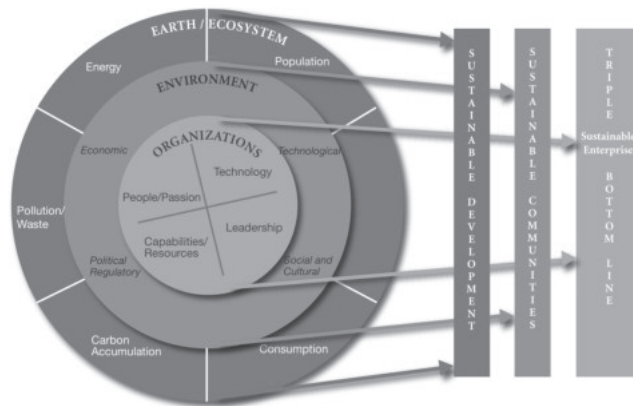 EARTH / ECOSYSTEM
Energy
Population
ENVIRONMENT
Economic
Technological
ORGANIZATIONS
Technology
People/Passion
Pollution/
Waste
Leadership
Capabilities/
Resources
Political
Regulatory
Social and
Cultural
Carbon
Accumulation
Consumption
SUSTAINABLE DEVELOPMENT
SUSTAINABLE COMMUNITIES
TRIPLE
Sustainable
Enterprise
BOTTOM LINE